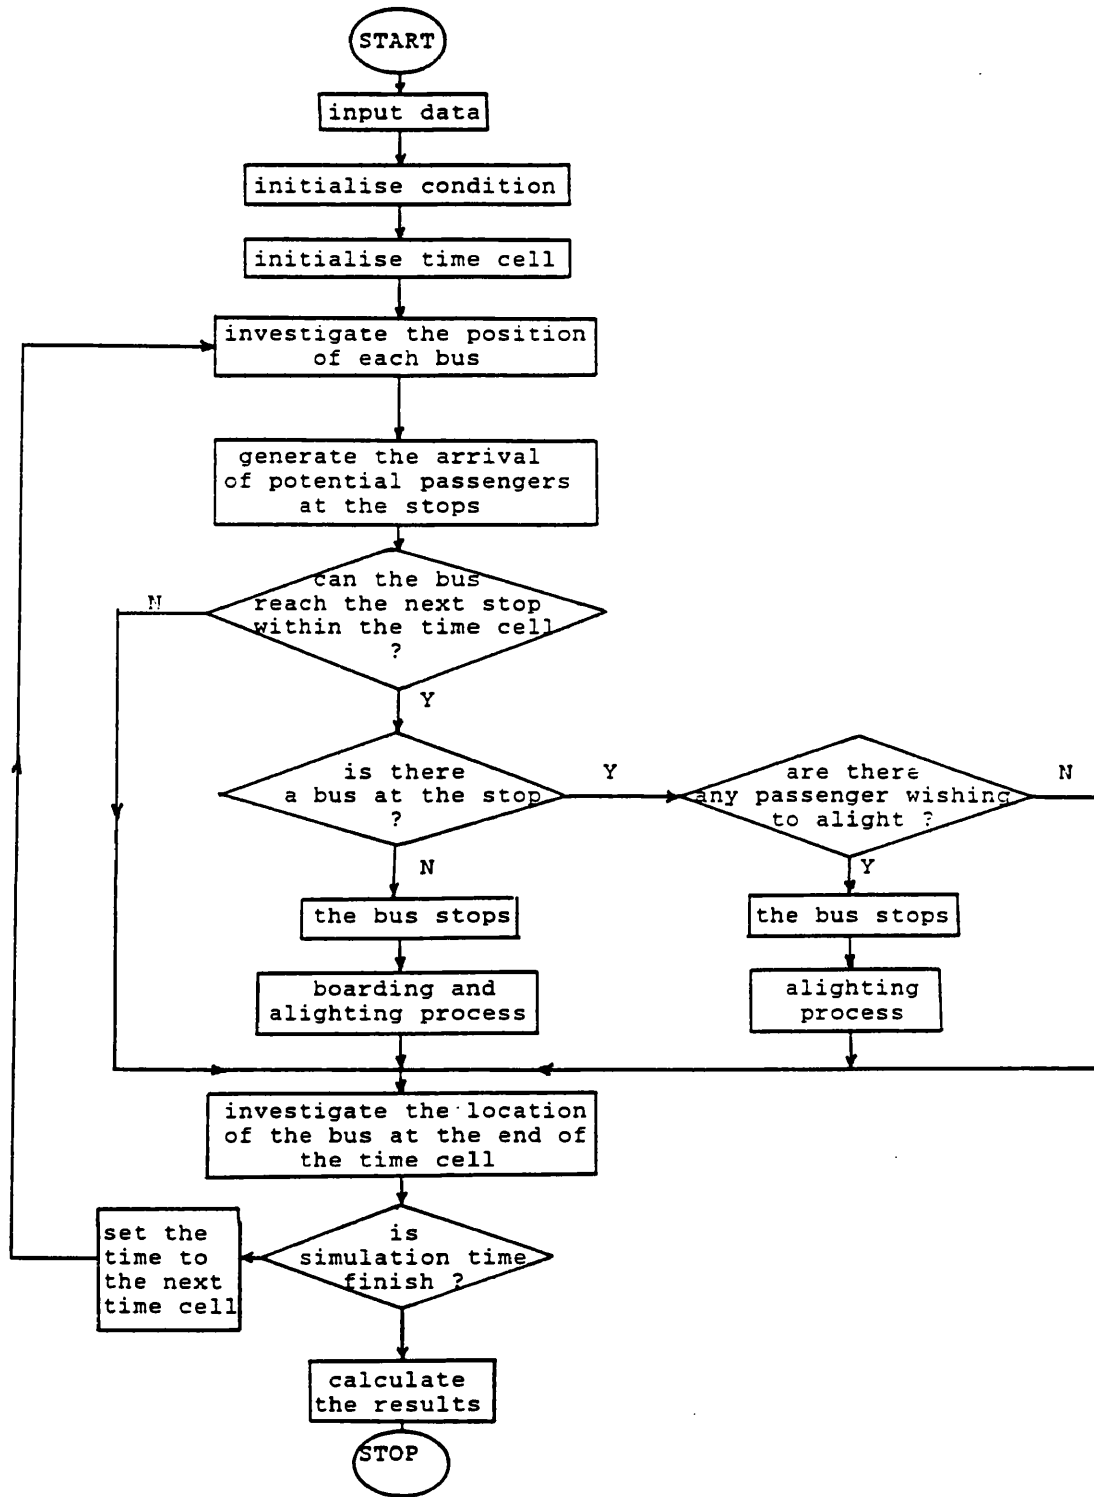 START
input data
initialise condition
initialise time cell
investigate the position
of each bus
generate the arrival
of potential passengers
at the stops
can the bus
reach the next stop
within the time cell
?
N
Y
is there
a bus at the stop
?
Y
N
are there
any passenger wishing
to alight ?
N
Y
the bus stops
boarding and
alighting process
the bus stops
alighting
process
investigate the location
of the bus at the end of
the time cell
is
simulation time
finish ?
set the
time to
the next
time cell
calculate
the results
STOP